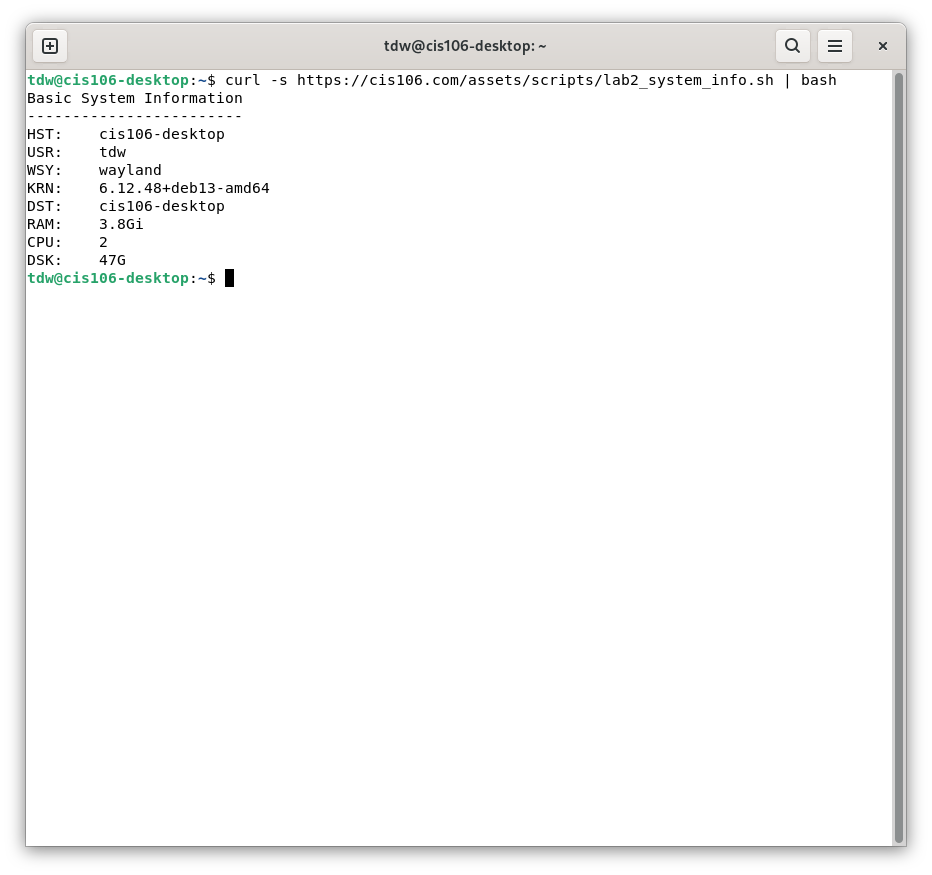 tdw@cis106-desktop: ~
tdw@cis106-desktop:~$ curl -s https://cis106.com/assets/scripts/lab2_system_info.sh | bash
Basic System Information
------------------------
HST:    cis106-desktop
USR:    tdw
WSY:    wayland
KRN:    6.12.48+deb13-amd64
DST:    cis106-desktop
RAM:    3.8Gi
CPU:    2
DSK:    47G
tdw@cis106-desktop:~$